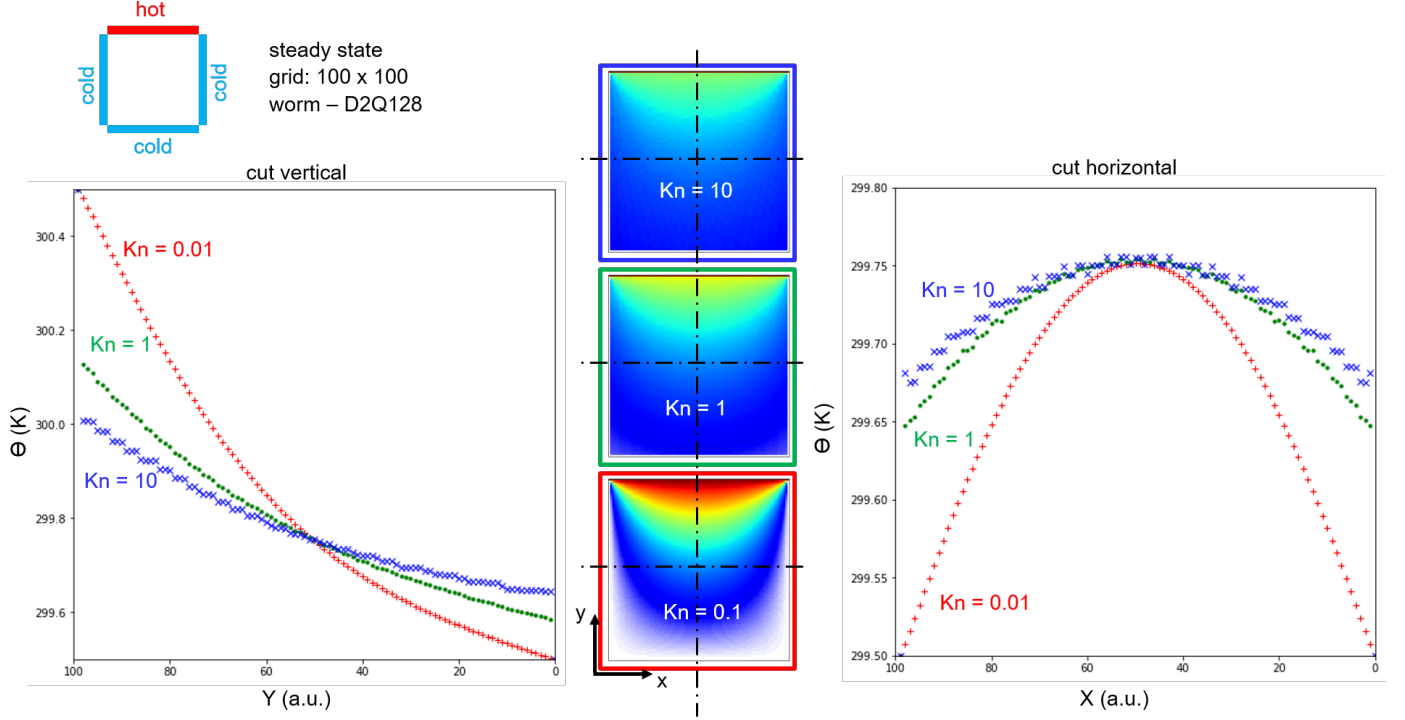 hot
cold
cold
cold
steady state
grid: 100 x 100
worm – D2Q128
cut vertical
300.4
300.2
300.0
299.8
299.6
100
80
60
40
20
0
Kn = 0.01
Kn = 1
Kn = 10
Ɵ (K)
Y (a.u.)
Kn = 10
Kn = 1
Kn = 0.1
y
x
cut horizontal
299.80
299.75
299.70
299.65
299.60
299.55
299.50
100
80
60
40
20
0
Kn = 10
Kn = 1
Kn = 0.01
Ɵ (K)
X (a.u.)